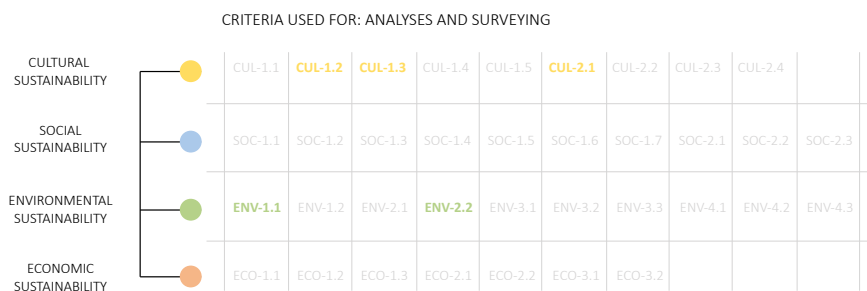 CRITERIA USED FOR: ANALYSES AND SURVEYING
CULTURAL
SUSTAINABILITY
CUL-1.1 CUL-1.2 CUL-1.3 CUL-1.4 CUL-1.5 CUL-2.1 CUL-2.2 CUL-2.3 CUL-2.4
SOCIAL
SUSTAINABILITY
SOC-1.1 SOC-1.2 SOC-1.3 SOC-1.4 SOC-1.5 SOC-1.6 SOC-1.7 SOC-2.1 SOC-2.2 SOC-2.3
ENVIRONMENTAL
SUSTAINABILITY
ENV-1.1 ENV-1.2 ENV-2.1 ENV-2.2 ENV-3.1 ENV-3.2 ENV-3.3 ENV-4.1 ENV-4.2 ENV-4.3
ECONOMIC
SUSTAINABILITY
ECO-1.1 ECO-1.2 ECO-1.3 ECO-2.1 ECO-2.2 ECO-3.1 ECO-3.2